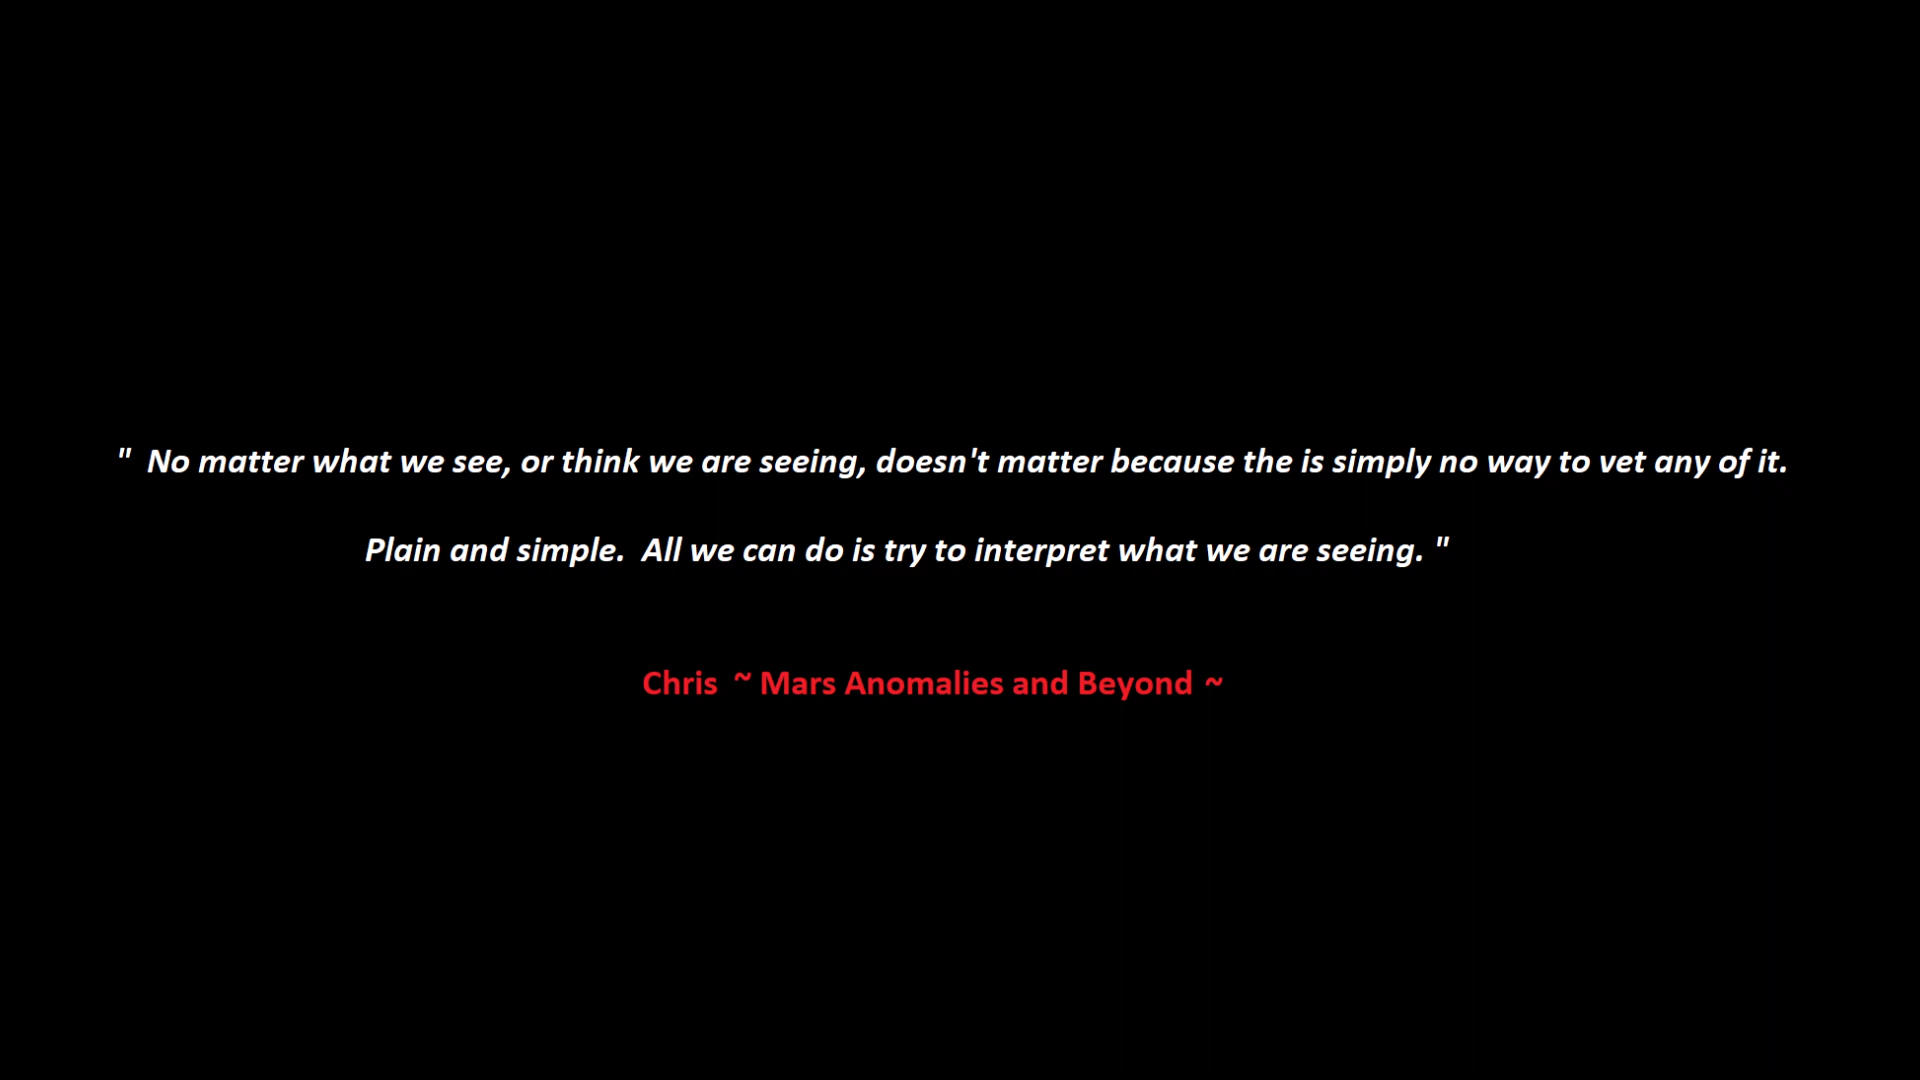 "  No matter what we see, or think we are seeing, doesn't matter because the is simply no way to vet any of it.
Plain and simple.  All we can do is try to interpret what we are seeing. "
Chris  ~ Mars Anomalies and Beyond ~